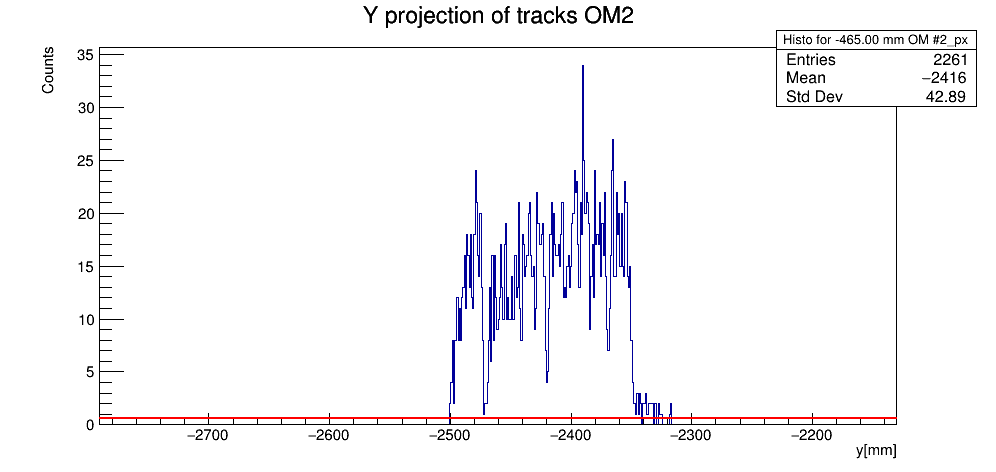 Y projection of tracks OM2
Histo for -465.00 mm OM #2_px
Entries 2261
Mean −2416
Std Dev 42.89
Counts
35
30
25
20
15
10
5
0
−2700 −2600 −2500 −2400 −2300 −2200
y[mm]